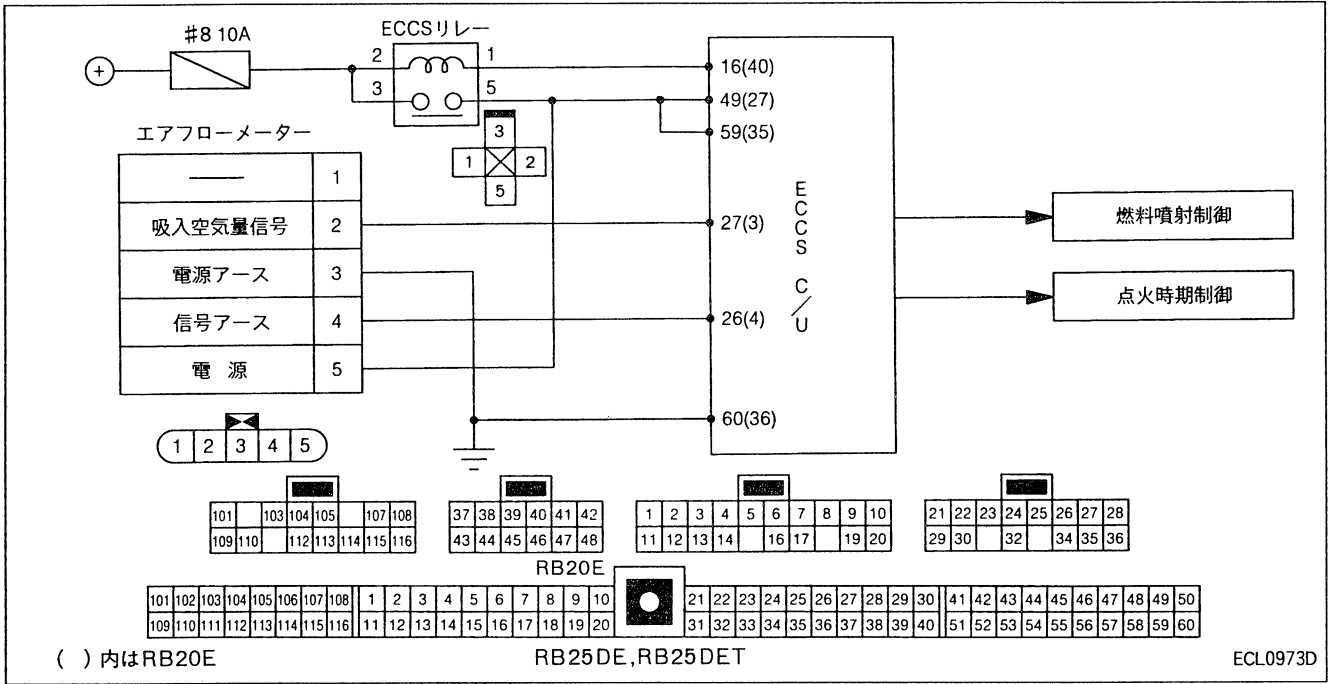 #8 10A
ECCSリレー
2 1
3 5
3
1 2
5
16(40)
49(27)
59(35)
27(3)
26(4)
60(36)
ECCS C/U
燃料噴射制御
点火時期制御
エアフローメーター
— 1
吸入空気量信号 2
電源アース 3
信号アース 4
電 源 5
1 2 3 4 5
101 103 104 105 107 108
109 110 112 113 114 115 116
37 38 39 40 41 42
43 44 45 46 47 48
1 2 3 4 5 6 7 8 9 10
11 12 13 14 16 17 19 20
21 22 23 24 25 26 27 28
29 30 32 34 35 36
RB20E
101 102 103 104 105 106 107 108 1 2 3 4 5 6 7 8 9 10 21 22 23 24 25 26 27 28 29 30 41 42 43 44 45 46 47 48 49 50
109 110 111 112 113 114 115 116 11 12 13 14 15 16 17 18 19 20 31 32 33 34 35 36 37 38 39 40 51 52 53 54 55 56 57 58 59 60
( )内はRB20E
RB25DE,RB25DET
ECL0973D